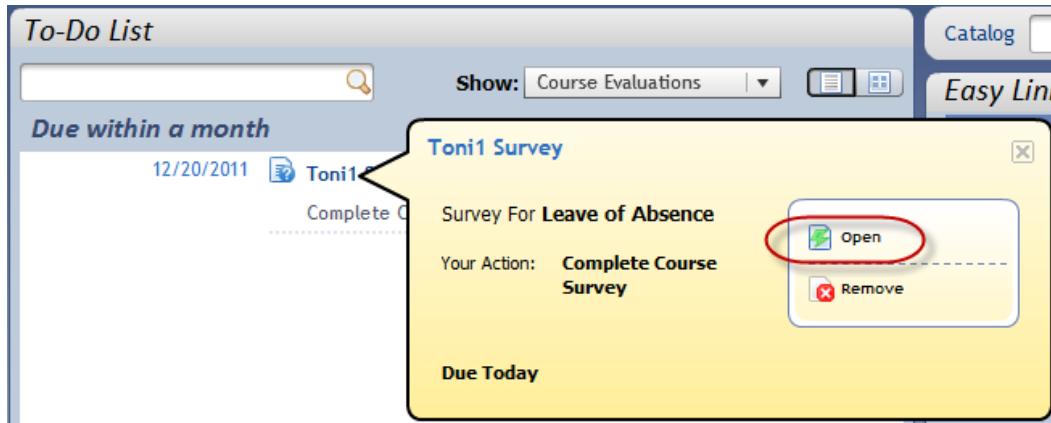 To-Do List
Catalog
Show: Course Evaluations
Easy Lin
Due within a month
12/20/2011 Toni1
Complete
Toni1 Survey
Survey For Leave of Absence
Your Action: Complete Course
Survey
Due Today
Open
Remove